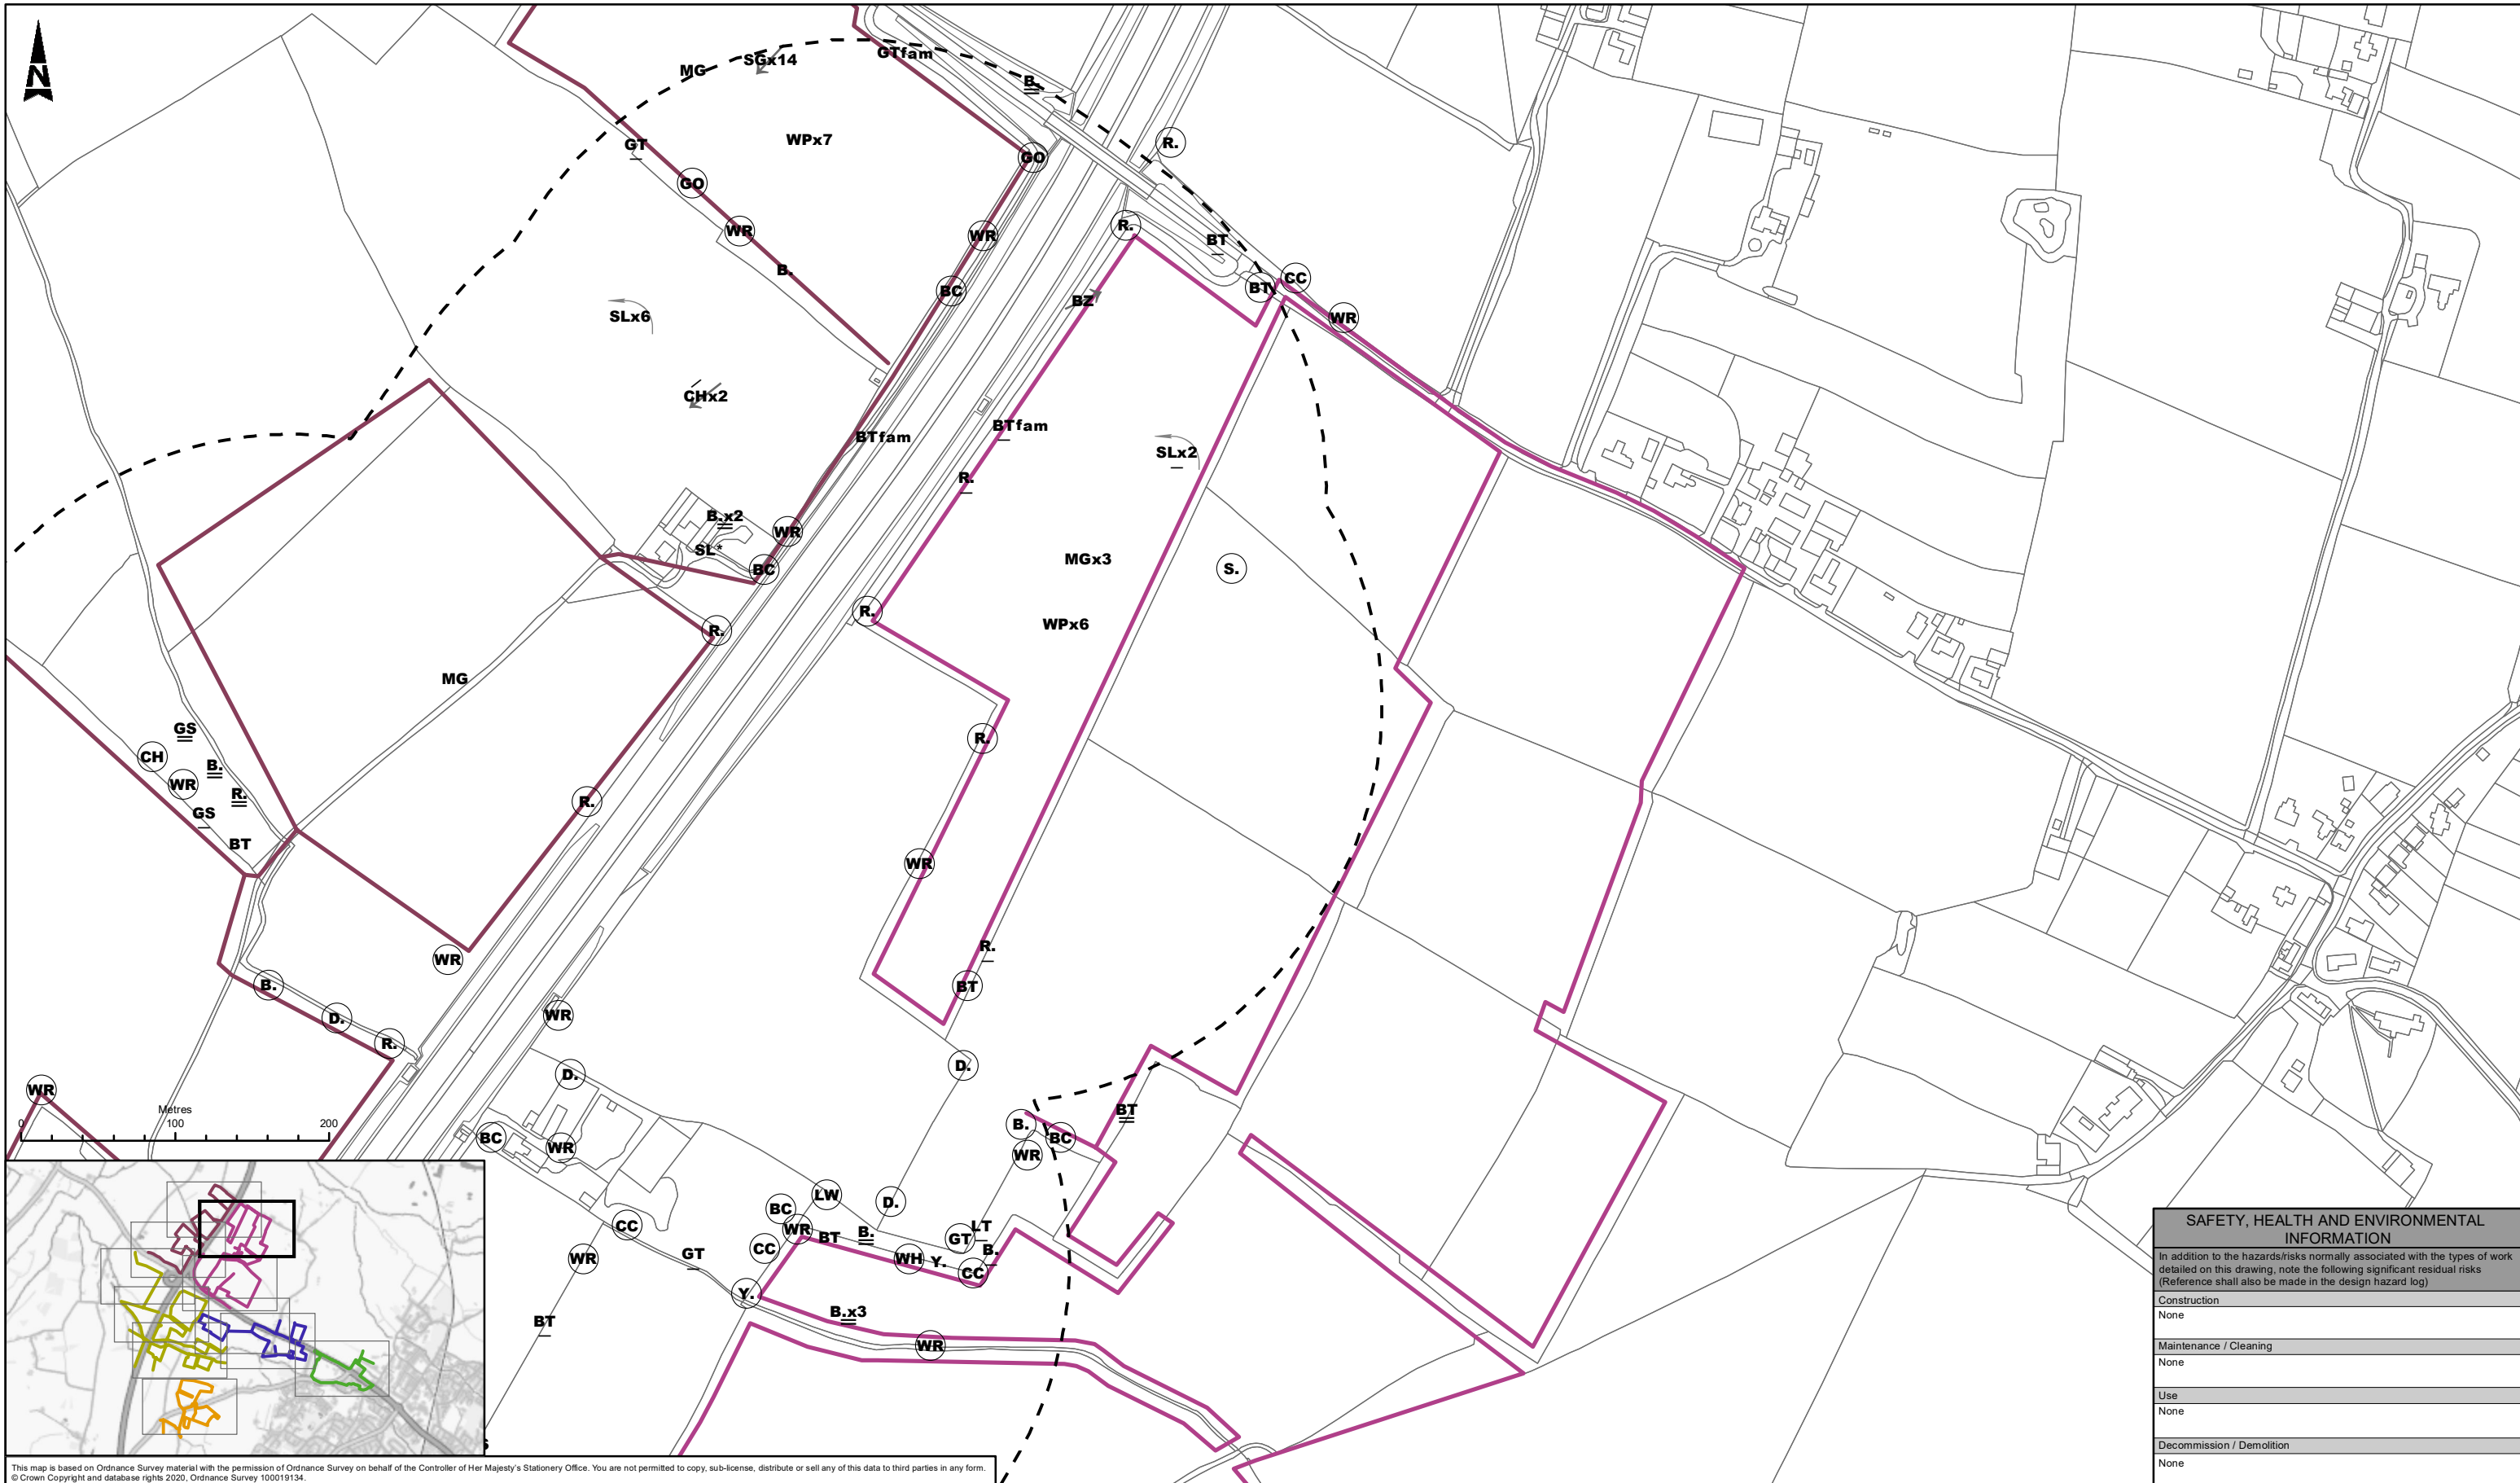 N
MG
SGx14
GTfam
B.
WPx7
GT
GO
R.
GO
WR
WR
R.
BT
B.
BC
BZ
BT
CC
WR
SLx6
CHx2
BTfam
BTfam
SLx2
R.
B.x2
WR
SL*
BC
MGx3
S.
R.
WPx6
R.
MG
GS
CH
B.
WR
R.
GS
BT
R.
R.
WR
R.
BT
WR
B.
D.
R.
WR
D.
D.
WR
Metres
0 100 200
BC
WR
B.
BC
WR
BT
LW
D.
BC
WR
BT
B.
CC
CC
GT
LT
B.
WH
Y.
CC
WR
GT
Y.
B.x3
BT
WR
SAFETY, HEALTH AND ENVIRONMENTAL
INFORMATION
In addition to the hazards/risks normally associated with the types of work
detailed on this drawing, note the following significant residual risks
(Reference shall also be made in the design hazard log)
Construction
None
Maintenance / Cleaning
None
Use
None
Decommission / Demolition
None
This map is based on Ordnance Survey material with the permission of Ordnance Survey on behalf of the Controller of Her Majesty's Stationery Office. You are not permitted to copy, sub-license, distribute or sell any of this data to third parties in any form.
© Crown Copyright and database rights 2020, Ordnance Survey 100019134.